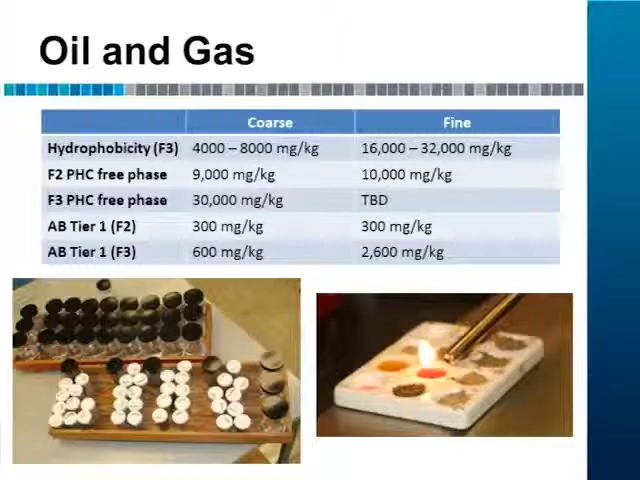 Oil and Gas
Coarse Fine
Hydrophobicity (F3) 4000 – 8000 mg/kg 16,000 – 32,000 mg/kg
F2 PHC free phase 9,000 mg/kg 10,000 mg/kg
F3 PHC free phase 30,000 mg/kg TBD
AB Tier 1 (F2) 300 mg/kg 300 mg/kg
AB Tier 1 (F3) 600 mg/kg 2,600 mg/kg